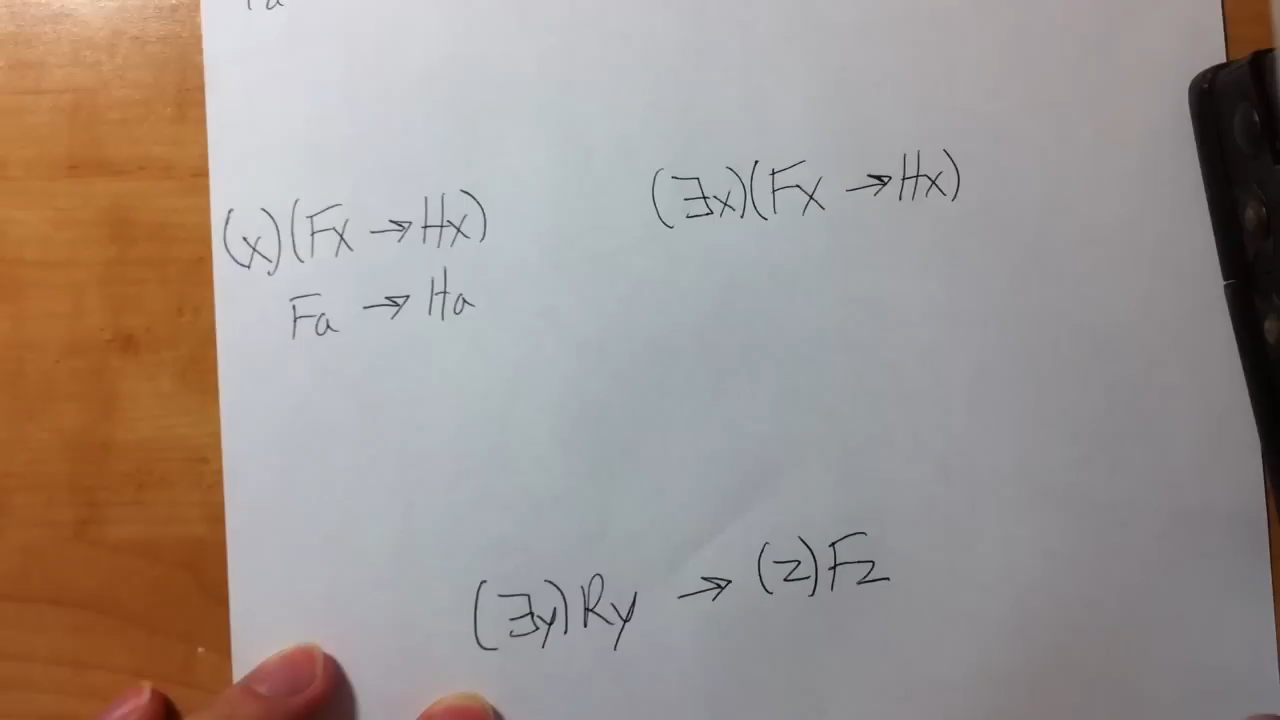 (x)(Fx → Hx)
Fa → Ha
(∃x)(Fx → Hx)
(∃y)Ry → (z)Fz